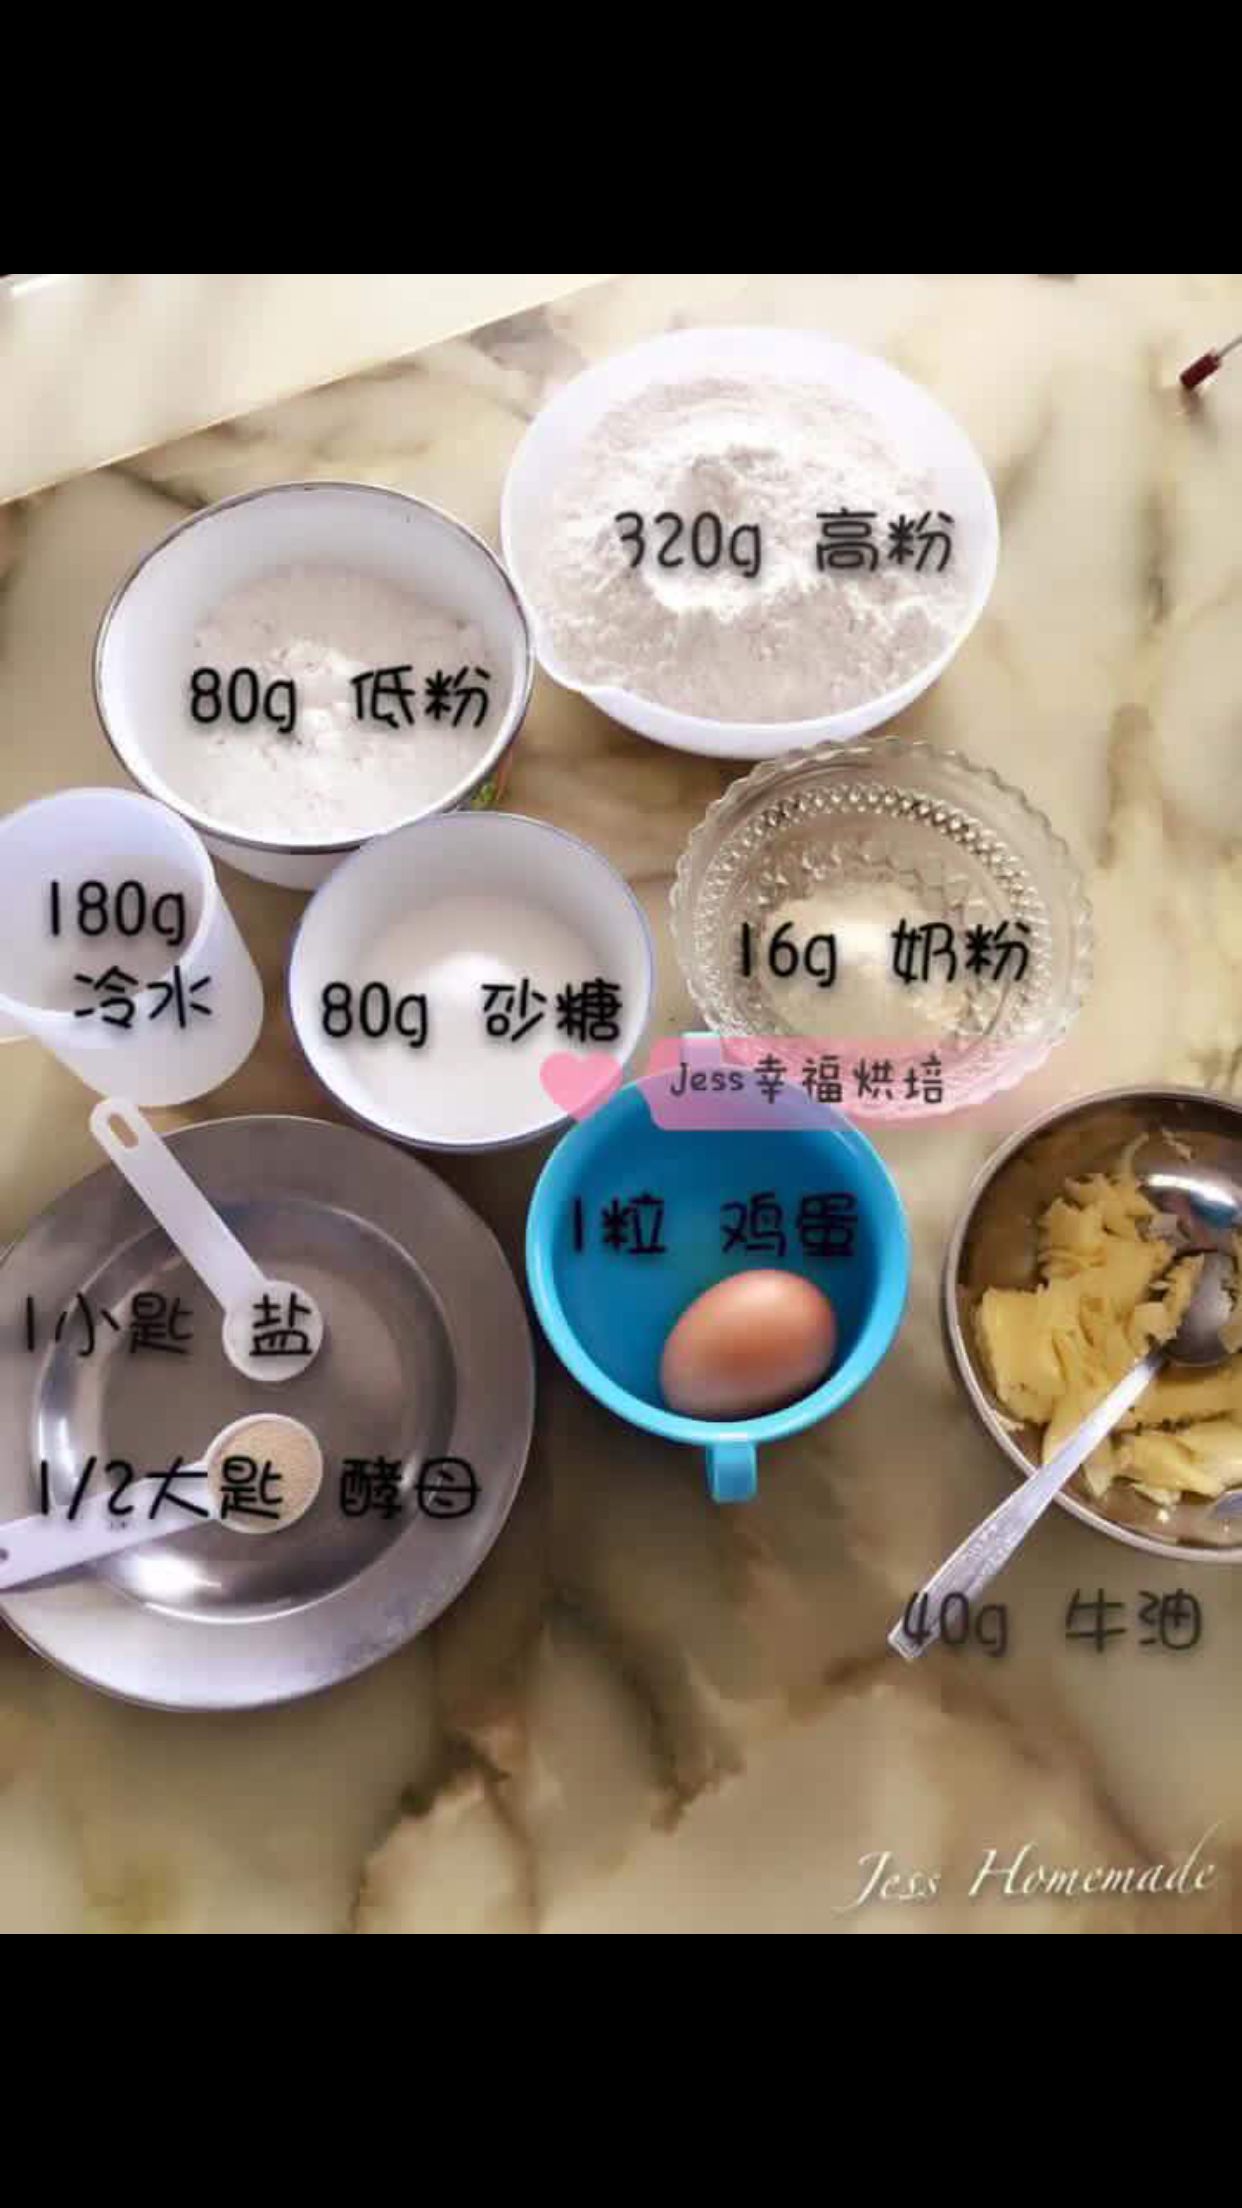 320g 高粉
80g 低粉
180g
冷水
80g 砂糖
16g 奶粉
Jess幸福烘培
1粒 鸡蛋
1小匙 盐
1/2大匙 酵母
40g 牛油
Jess Homemade